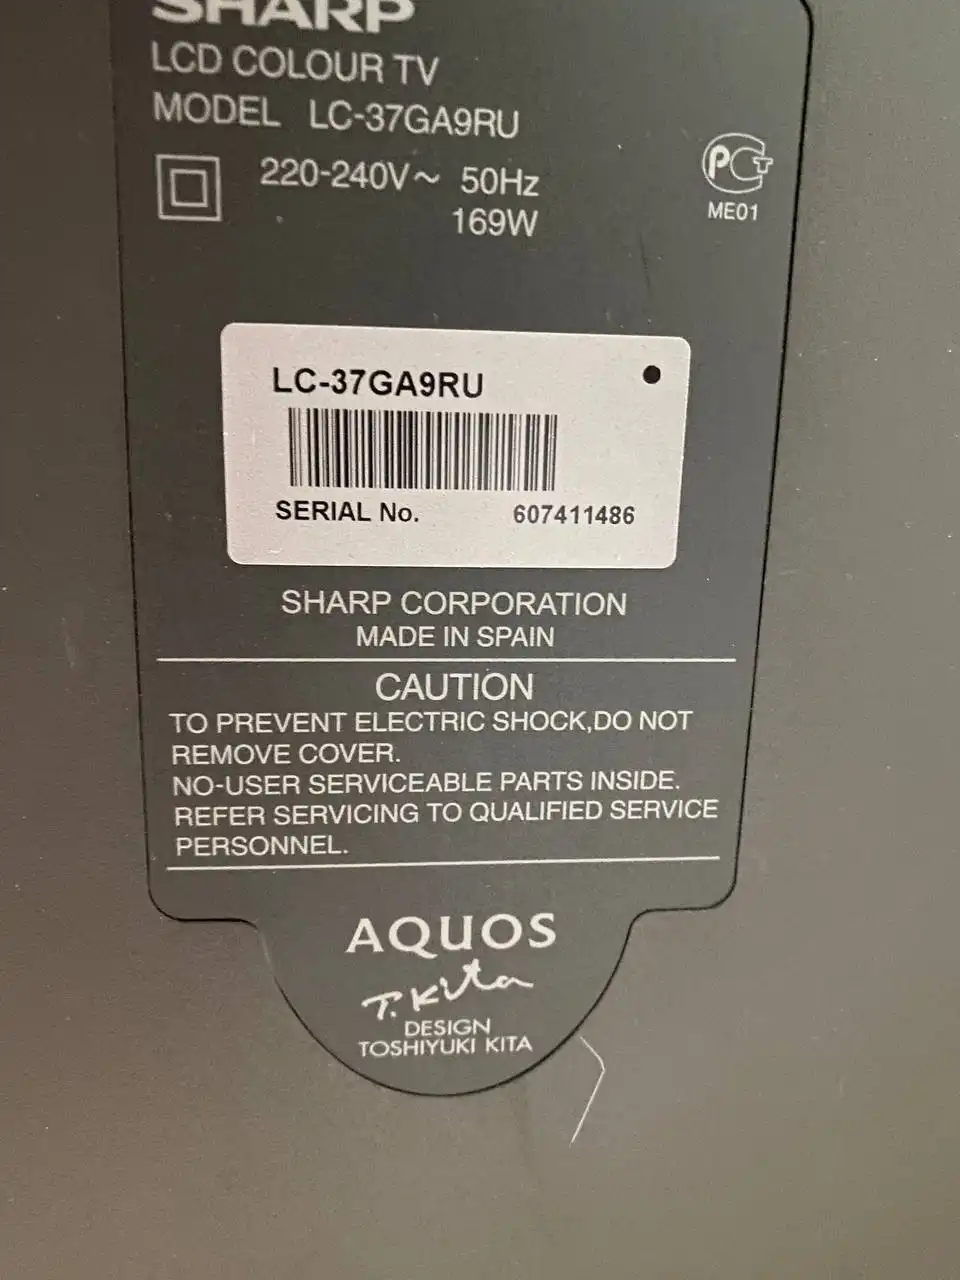 SHARP
LCD COLOUR TV
MODEL LC-37GA9RU
220-240V~ 50Hz
169W
PCT
ME01
LC-37GA9RU
SERIAL No. 607411486
SHARP CORPORATION
MADE IN SPAIN
CAUTION
TO PREVENT ELECTRIC SHOCK,DO NOT
REMOVE COVER.
NO-USER SERVICEABLE PARTS INSIDE.
REFER SERVICING TO QUALIFIED SERVICE
PERSONNEL.
AQUOS
T. Kita
DESIGN
TOSHIYUKI KITA